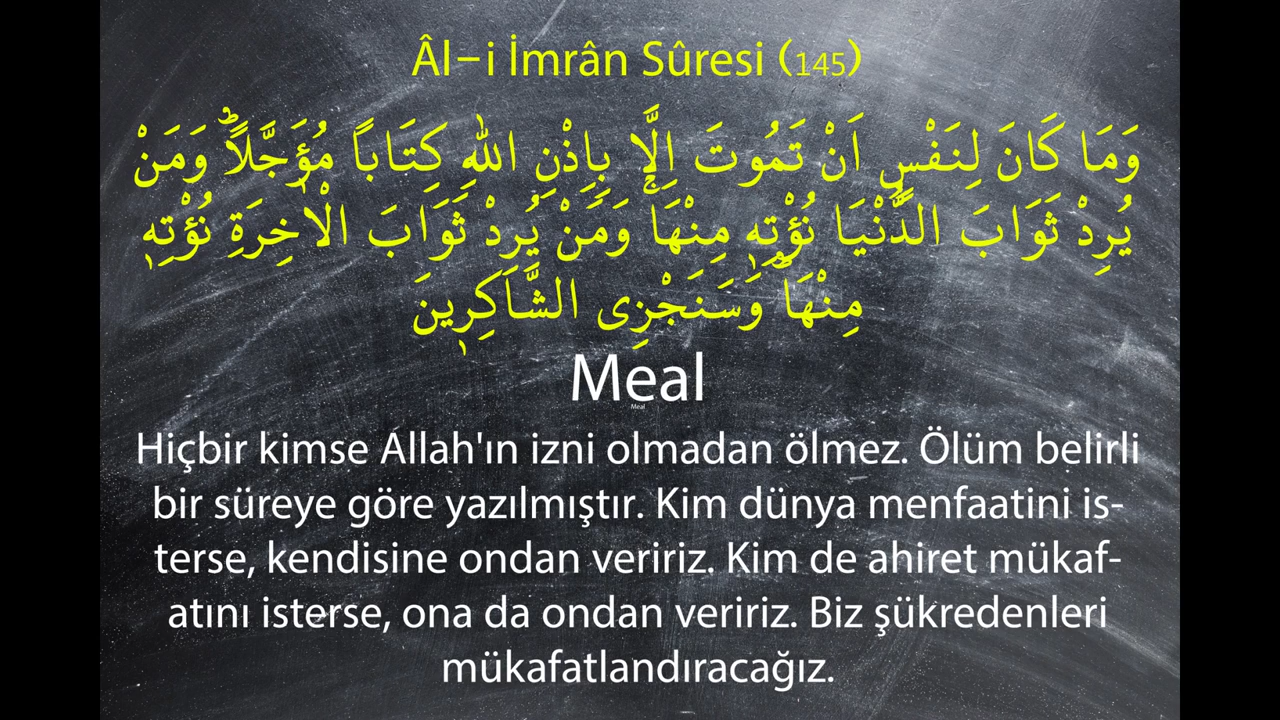 Âl-i İmrân Sûresi (145)
وَمَا كَانَ لِنَفْسٍ اَنْ تَمُوتَ اِلَّا بِاِذْنِ اللّٰهِ كِتَابًا مُؤَجَّلًاۜ وَمَنْ
يُرِدْ ثَوَابَ الدُّنْيَا نُؤْتِه۪ مِنْهَاۚ وَمَنْ يُرِدْ ثَوَابَ الْاٰخِرَةِ نُؤْتِه۪
مِنْهَاۜ وَسَنَجْزِى الشَّاكِر۪ينَ
Meal
Meal
Hiçbir kimse Allah'ın izni olmadan ölmez. Ölüm belirli
bir süreye göre yazılmıştır. Kim dünya menfaatini is-
terse, kendisine ondan veririz. Kim de ahiret mükaf-
atını isterse, ona da ondan veririz. Biz şükredenleri
mükafatlandıracağız.